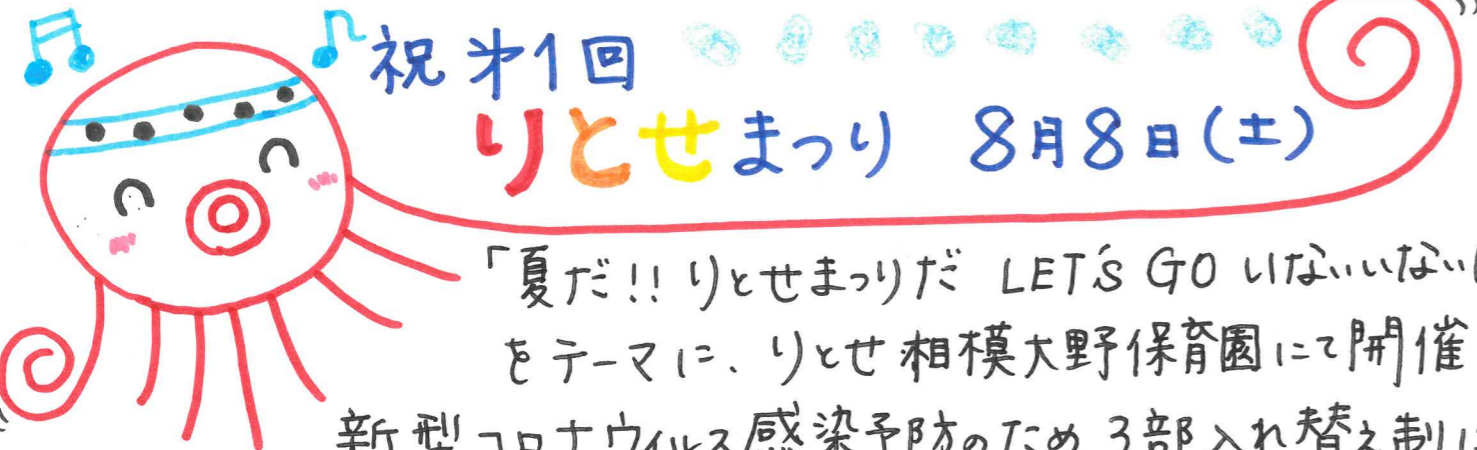 祝 第1回
りとせまつり 8月8日(土)
「夏だ!!りとせまつりだ LET'S GO いないいない
をテーマに、りとせ相模大野保育園にて開催
新型コロナウィルス感染予防のため3部入れ替え制